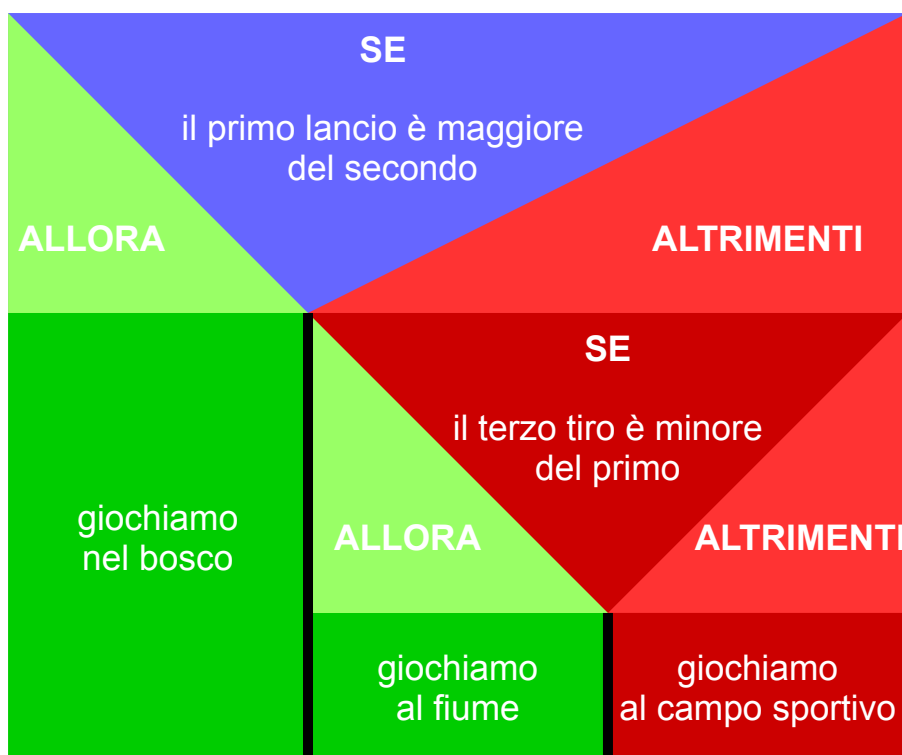 SE
il primo lancio è maggiore
del secondo
ALLORA
ALTRIMENTI
SE
il terzo tiro è minore
del primo
giochiamo
nel bosco
ALLORA
ALTRIMENTI
giochiamo
al fiume
giochiamo
al campo sportivo